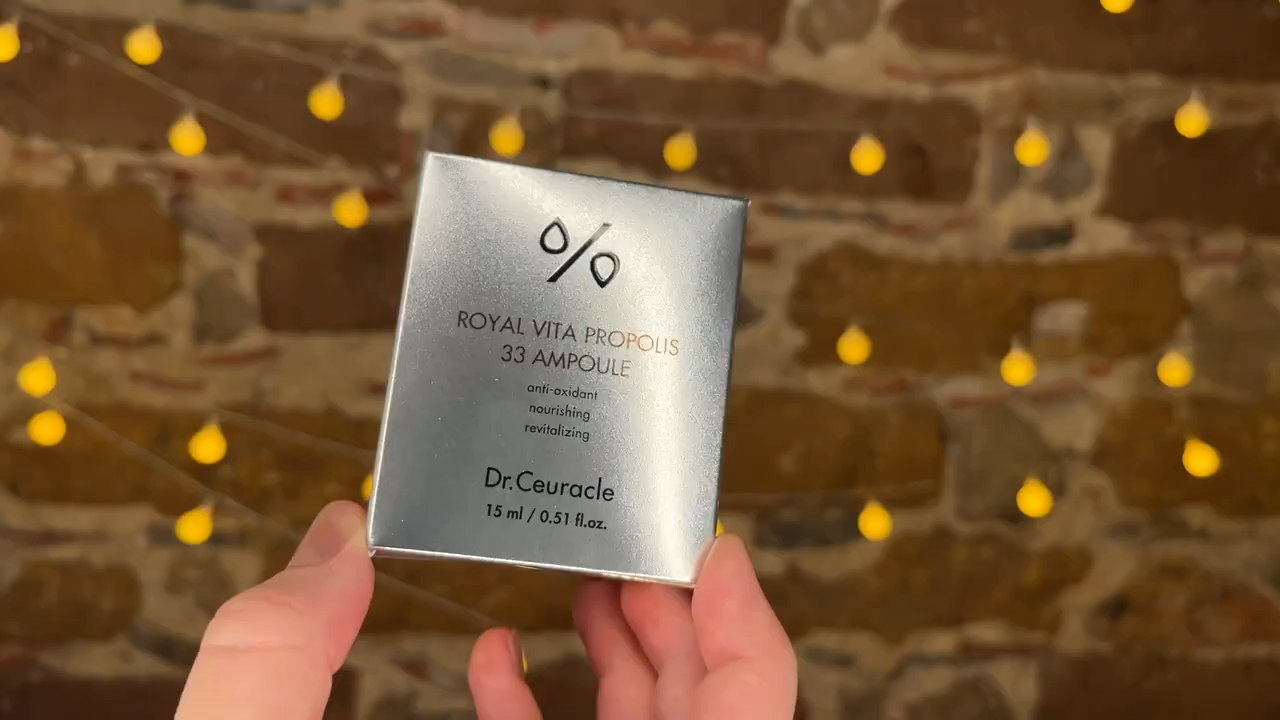 %
ROYAL VITA PROPOLIS
33 AMPOULE
anti-oxidant
nourishing
revitalizing
Dr.Ceuracle
15 ml / 0.51 fl.oz.